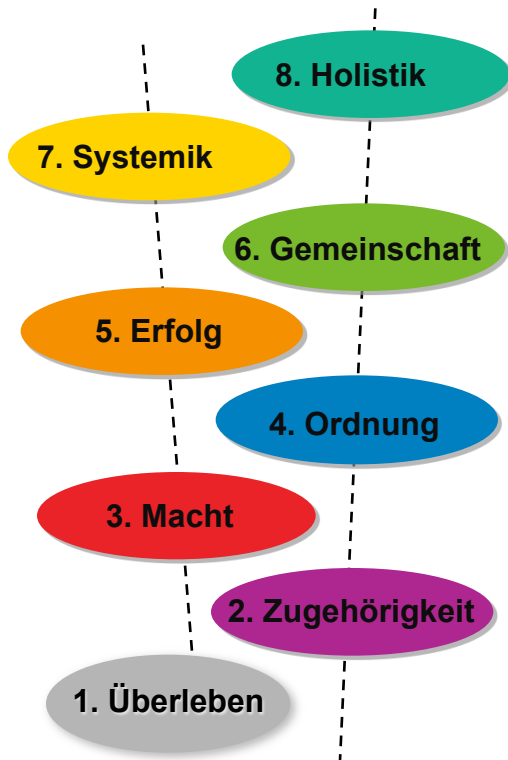 8. Holistik
7. Systemik
6. Gemeinschaft
5. Erfolg
4. Ordnung
3. Macht
2. Zugehörigkeit
1. Überleben